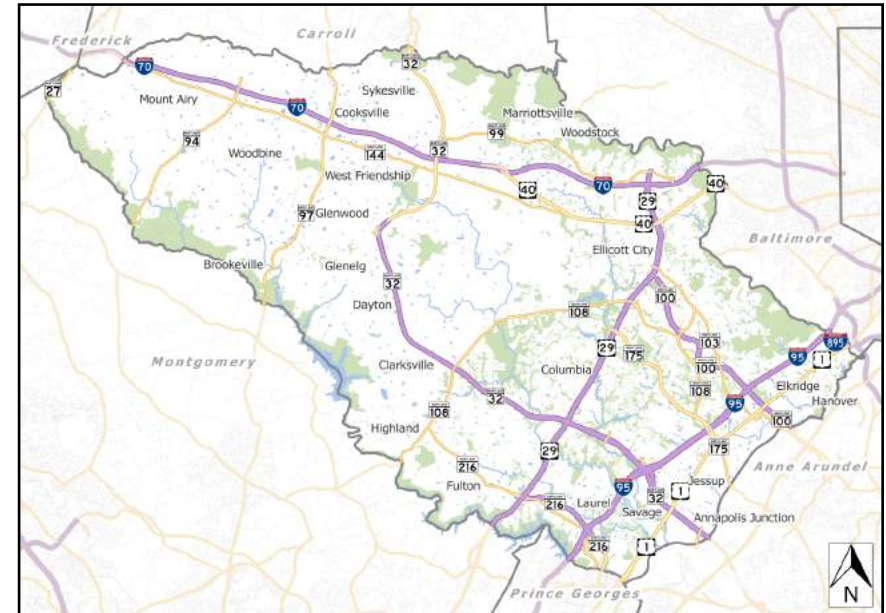 Frederick
Carroll
70
32
27
Mount Airy
70
Sykesville
Cooksville
Marriottsville
Woodstock
94
Woodbine
144
32
99
West Friendship
40
70
29
40
40
97
Glenwood
Ellicott City
Baltimore
Brookeville
Glenelg
32
Dayton
108
100
Montgomery
Clarksville
29
175
103
100
108
Columbia
95
895
1
Elkridge
Hanover
108
32
95
100
Highland
29
175
216
Fulton
Anne Arundel
95
Jessup
216
Laurel
32
1
Savage
Annapolis Junction
216
1
Prince Georges
N